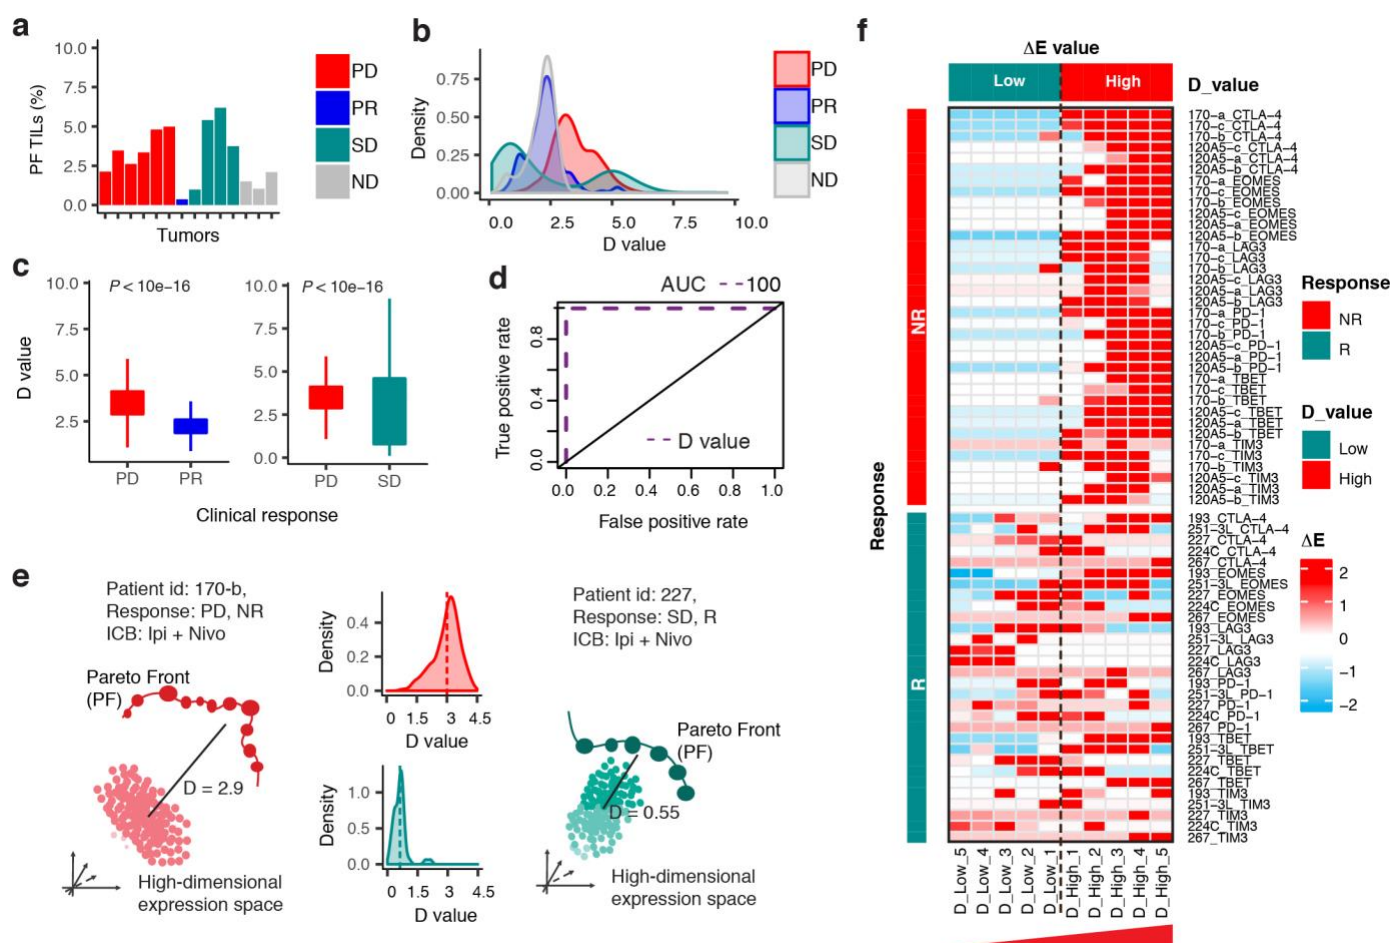 a
10.0
7.5
5.0
2.5
0.0
PF TILs (%)
Tumors
PD
PR
SD
ND
b
0.75
0.50
0.25
0.00
Density
0.0
2.5
5.0
7.5
10.0
D value
PD
PR
SD
ND
c
10.0
7.5
5.0
2.5
D value
P < 10e−16
PD
PR
10.0
7.5
5.0
2.5
0.0
P < 10e−16
PD
SD
Clinical response
d
AUC
100
0.8
0.4
0.0
True positive rate
D value
0.0
0.2
0.4
0.6
0.8
1.0
False positive rate
e
Patient id: 170-b,
Response: PD, NR
ICB: Ipi + Nivo
Pareto Front
(PF)
D = 2.9
High-dimensional
expression space
Density
0.4
0.2
0.0
0
1.5
3
4.5
D value
Density
1.0
0.5
0.0
0
1.5
3
4.5
D value
Patient id: 227,
Response: SD, R
ICB: Ipi + Nivo
Pareto Front
(PF)
D = 0.55
High-dimensional
expression space
f
ΔE value
Low
High
D_value
NR
R
Response
170-a_CTLA−4
170-c_CTLA−4
170-b_CTLA−4
120A5-c_CTLA−4
120A5-a_CTLA−4
120A5-b_CTLA−4
170-a_EOMES
170-c_EOMES
170-b_EOMES
120A5-c_EOMES
120A5-a_EOMES
120A5-b_EOMES
170-a_LAG3
170-c_LAG3
170-b_LAG3
120A5-c_LAG3
120A5-a_LAG3
120A5-b_LAG3
170-a_PD-1
170-c_PD-1
170-b_PD-1
120A5-c_PD-1
120A5-a_PD-1
120A5-b_PD-1
170-a_TBET
170-c_TBET
170-b_TBET
120A5-c_TBET
120A5-a_TBET
120A5-b_TBET
170-a_TIM3
170-c_TIM3
170-b_TIM3
120A5-c_TIM3
120A5-a_TIM3
120A5-b_TIM3
193_CTLA−4
251-3L_CTLA−4
227_CTLA−4
224C_CTLA−4
267_CTLA−4
193_EOMES
251-3L_EOMES
227_EOMES
224C_EOMES
267_EOMES
193_LAG3
251-3L_LAG3
227_LAG3
224C_LAG3
267_LAG3
193_PD-1
251-3L_PD-1
227_PD-1
224C_PD-1
267_PD-1
193_TBET
251-3L_TBET
227_TBET
224C_TBET
267_TBET
193_TIM3
251-3L_TIM3
227_TIM3
224C_TIM3
267_TIM3
D_Low_5
D_Low_4
D_Low_3
D_Low_2
D_Low_1
D_High_1
D_High_2
D_High_3
D_High_4
D_High_5
Response
NR
R
D_value
Low
High
ΔE
2
1
0
−1
−2